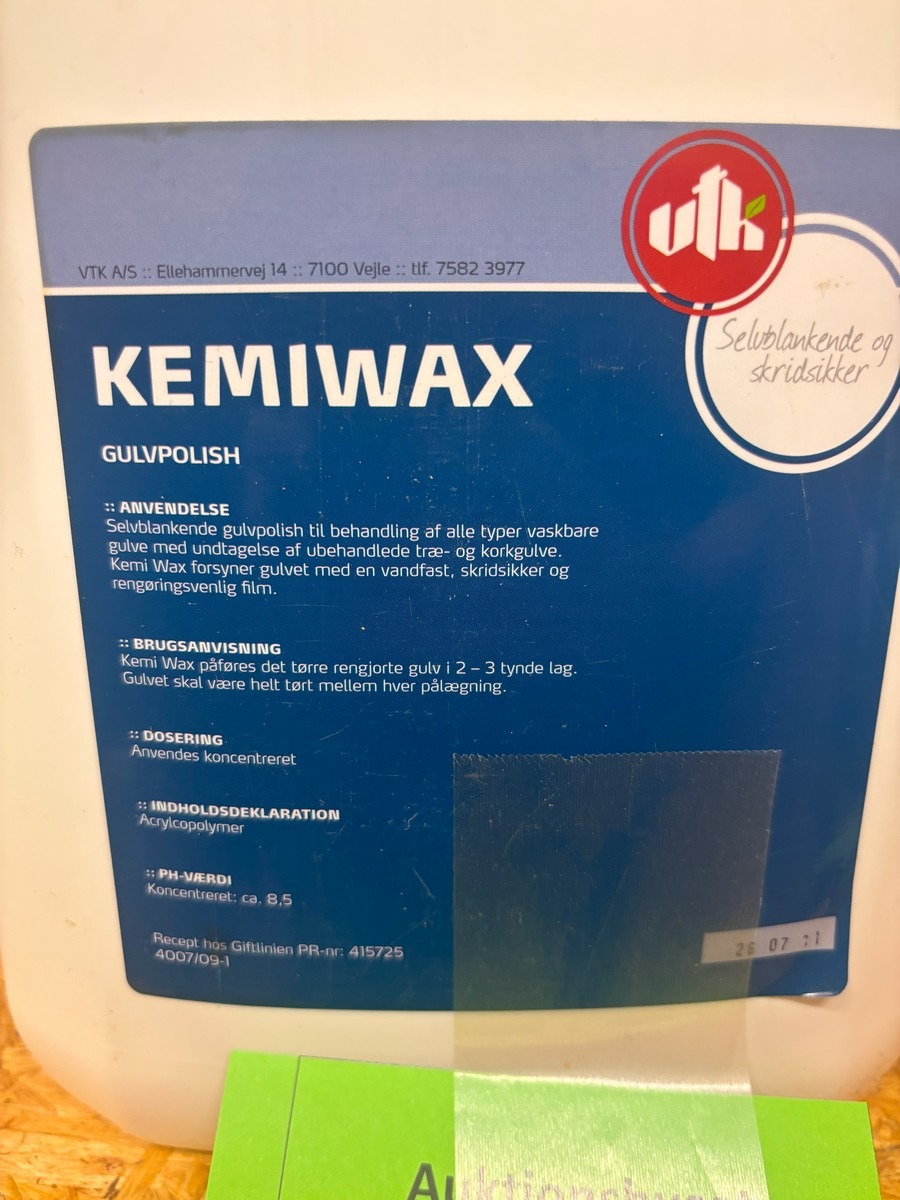 vtk
VTK A/S :: Ellehammervej 14 :: 7100 Vejle :: tlf. 7582 3977
Selvblankende og
skridsikker
KEMIWAX
GULVPOLISH
:: ANVENDELSE
Selvblankende gulvpolish til behandling af alle typer vaskbare
gulve med undtagelse af ubehandlede træ- og korkgulve.
Kemi Wax forsyner gulvet med en vandfast, skridsikker og
rengøringsvenlig film.
:: BRUGSANVISNING
Kemi Wax påføres det tørre rengjorte gulv i 2 – 3 tynde lag.
Gulvet skal være helt tørt mellem hver pålægning.
:: DOSERING
Anvendes koncentreret
:: INDHOLDSDEKLARATION
Acrylcopolymer
:: PH-VÆRDI
Koncentreret: ca. 8,5
Recept hos Giftlinien PR-nr: 415725
4007/09-1
26 07 11